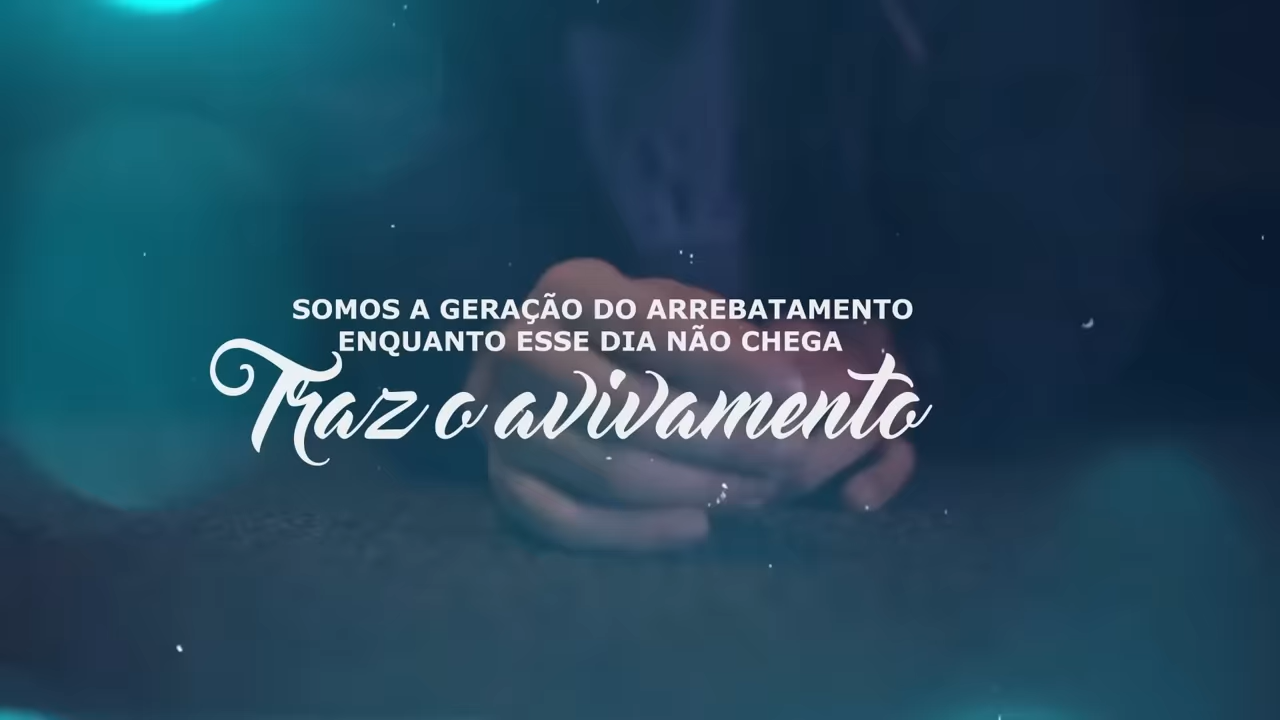 SOMOS A GERAÇÃO DO ARREBATAMENTO
ENQUANTO ESSE DIA NÃO CHEGA
Traz o avivamento